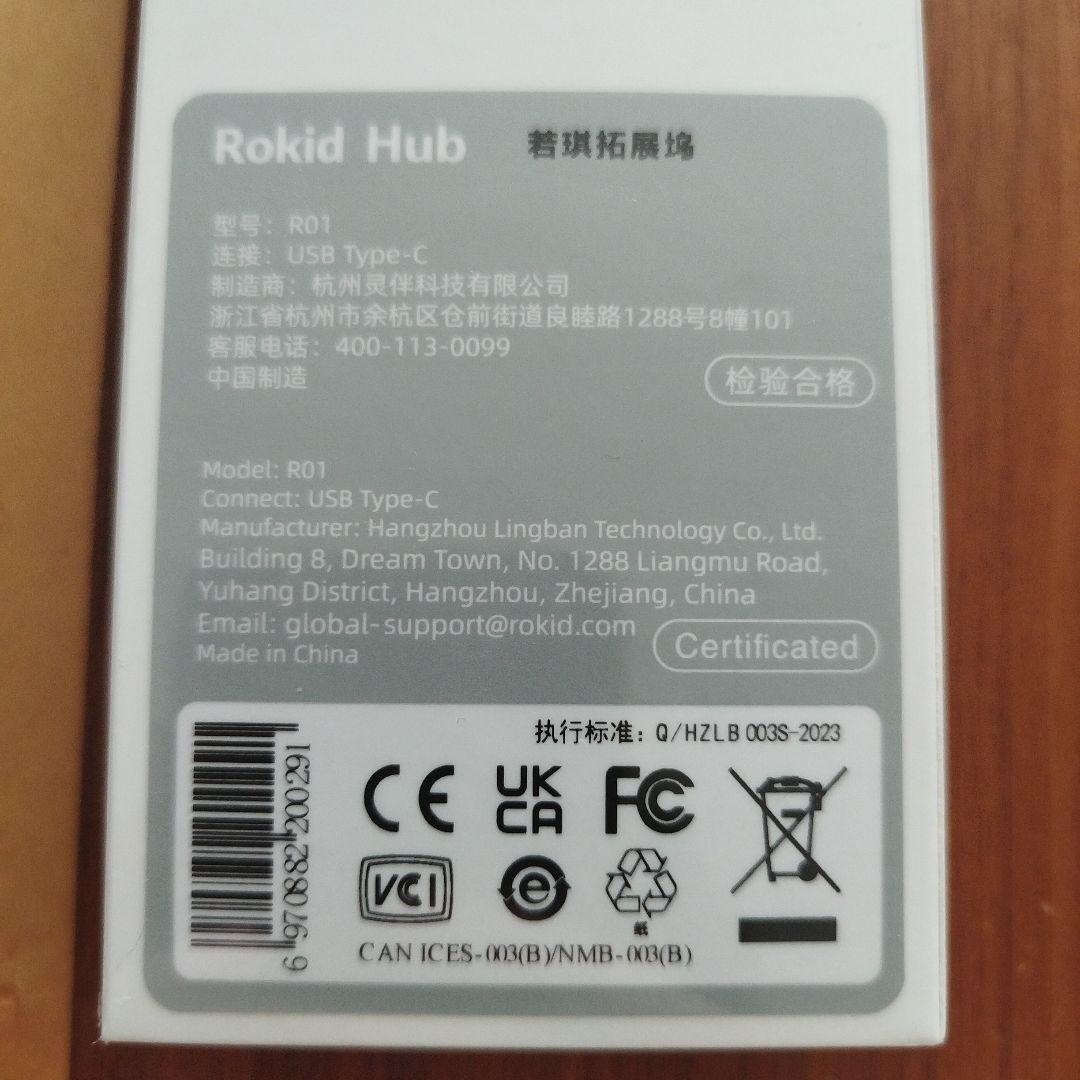 Rokid Hub 若琪拓展坞
型号：R01
连接：USB Type-C
制造商：杭州灵伴科技有限公司
浙江省杭州市余杭区仓前街道良睦路1288号8幢101
客服电话：400-113-0099
中国制造
检验合格
Model: R01
Connect: USB Type-C
Manufacturer: Hangzhou Lingban Technology Co., Ltd.
Building 8, Dream Town, No. 1288 Liangmu Road,
Yuhang District, Hangzhou, Zhejiang, China
Email: global-support@rokid.com
Made in China
Certificated
执行标准：Q/HZLB 003S-2023
6 970882 200291
CE UK CA FC
VCI e
纸
CAN ICES-003(B)/NMB-003(B)